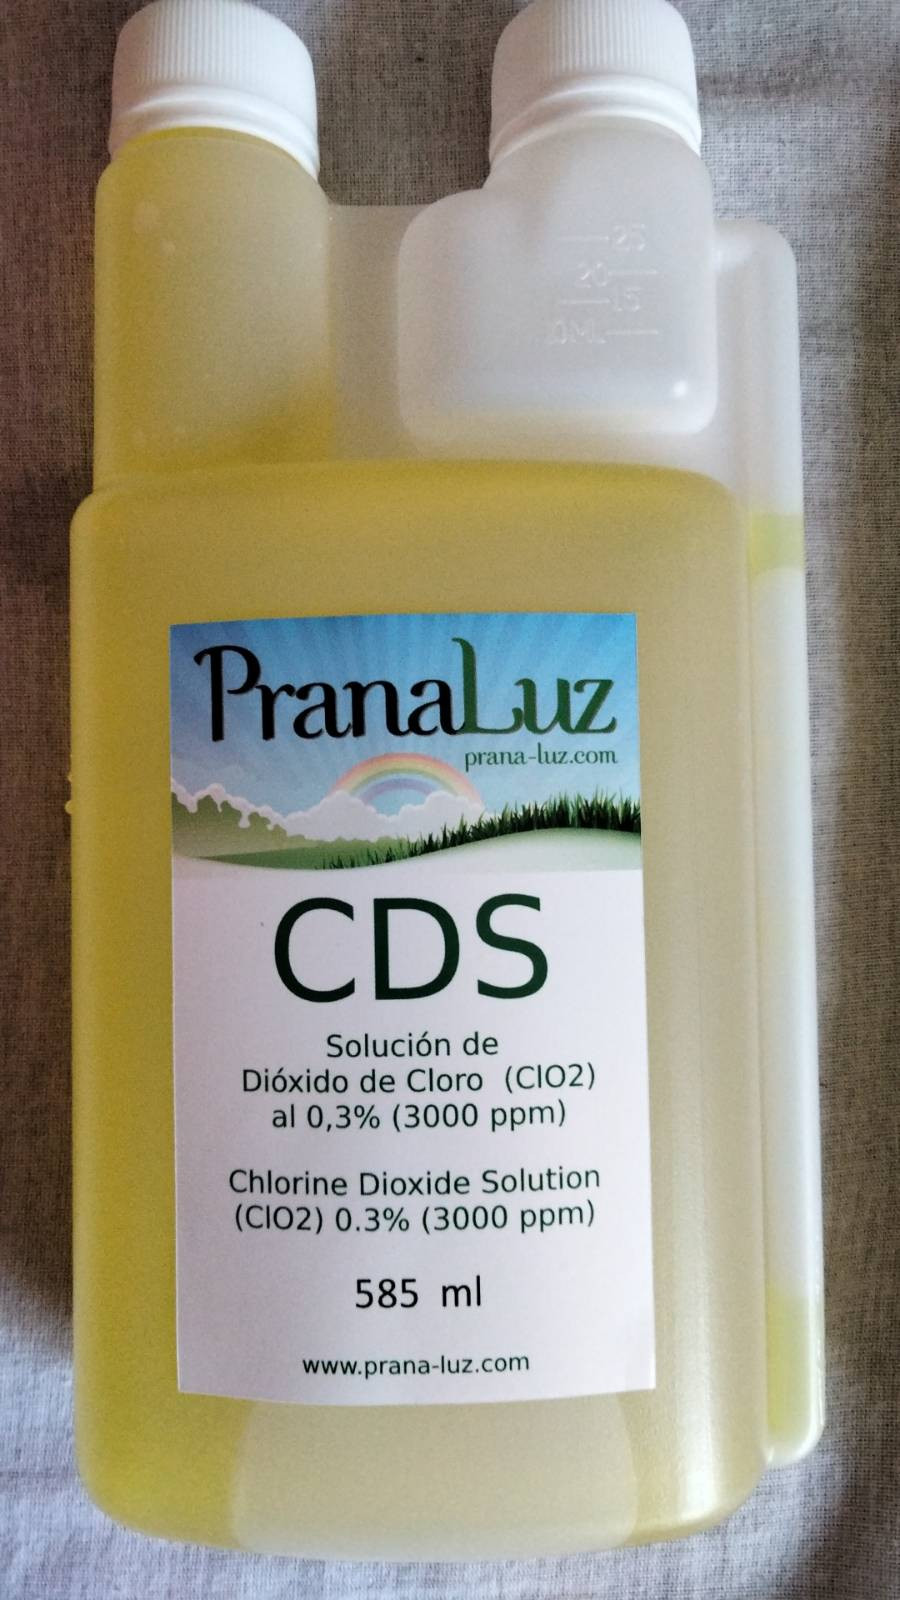 25
20
15
PranaLuz
prana-luz.com
CDS
Solución de
Dióxido de Cloro (ClO2)
al 0,3% (3000 ppm)
Chlorine Dioxide Solution
(ClO2) 0.3% (3000 ppm)
585 ml
www.prana-luz.com